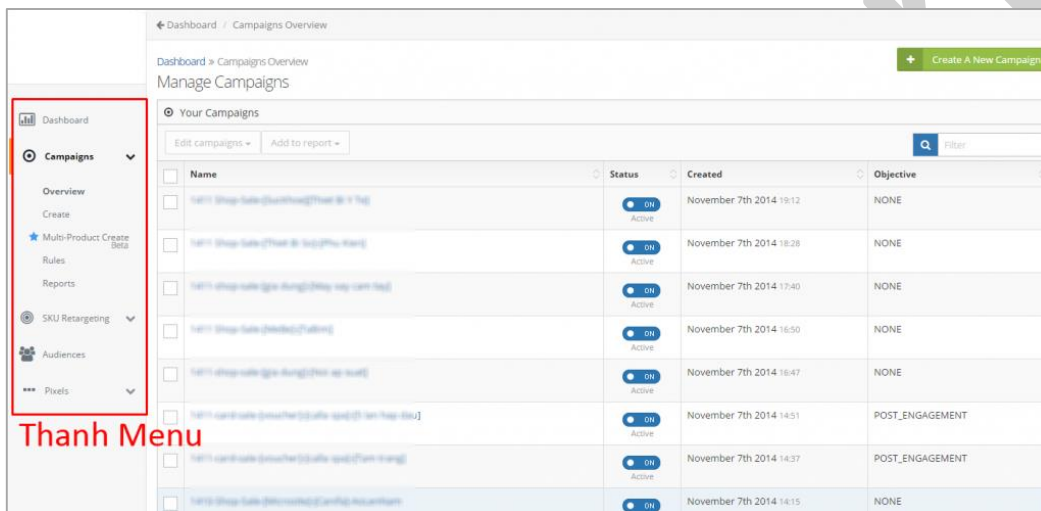 Dashboard / Campaigns Overview
Dashboard » Campaigns Overview
Create A New Campaign
Manage Campaigns
Your Campaigns
Edit campaigns
Add to report
Filter
Name Status Created Objective
ON
Active
November 7th 2014 19:12
NONE
ON
Active
November 7th 2014 18:28
NONE
ON
Active
November 7th 2014 17:40
NONE
ON
Active
November 7th 2014 16:50
NONE
ON
Active
November 7th 2014 16:47
NONE
ON
Active
November 7th 2014 14:51
POST_ENGAGEMENT
ON
Active
November 7th 2014 14:37
POST_ENGAGEMENT
ON
November 7th 2014 14:15
NONE
Dashboard
Campaigns
Overview
Create
Multi-Product Create
Beta
Rules
Reports
SKU Retargeting
Audiences
Pixels
Thanh Menu